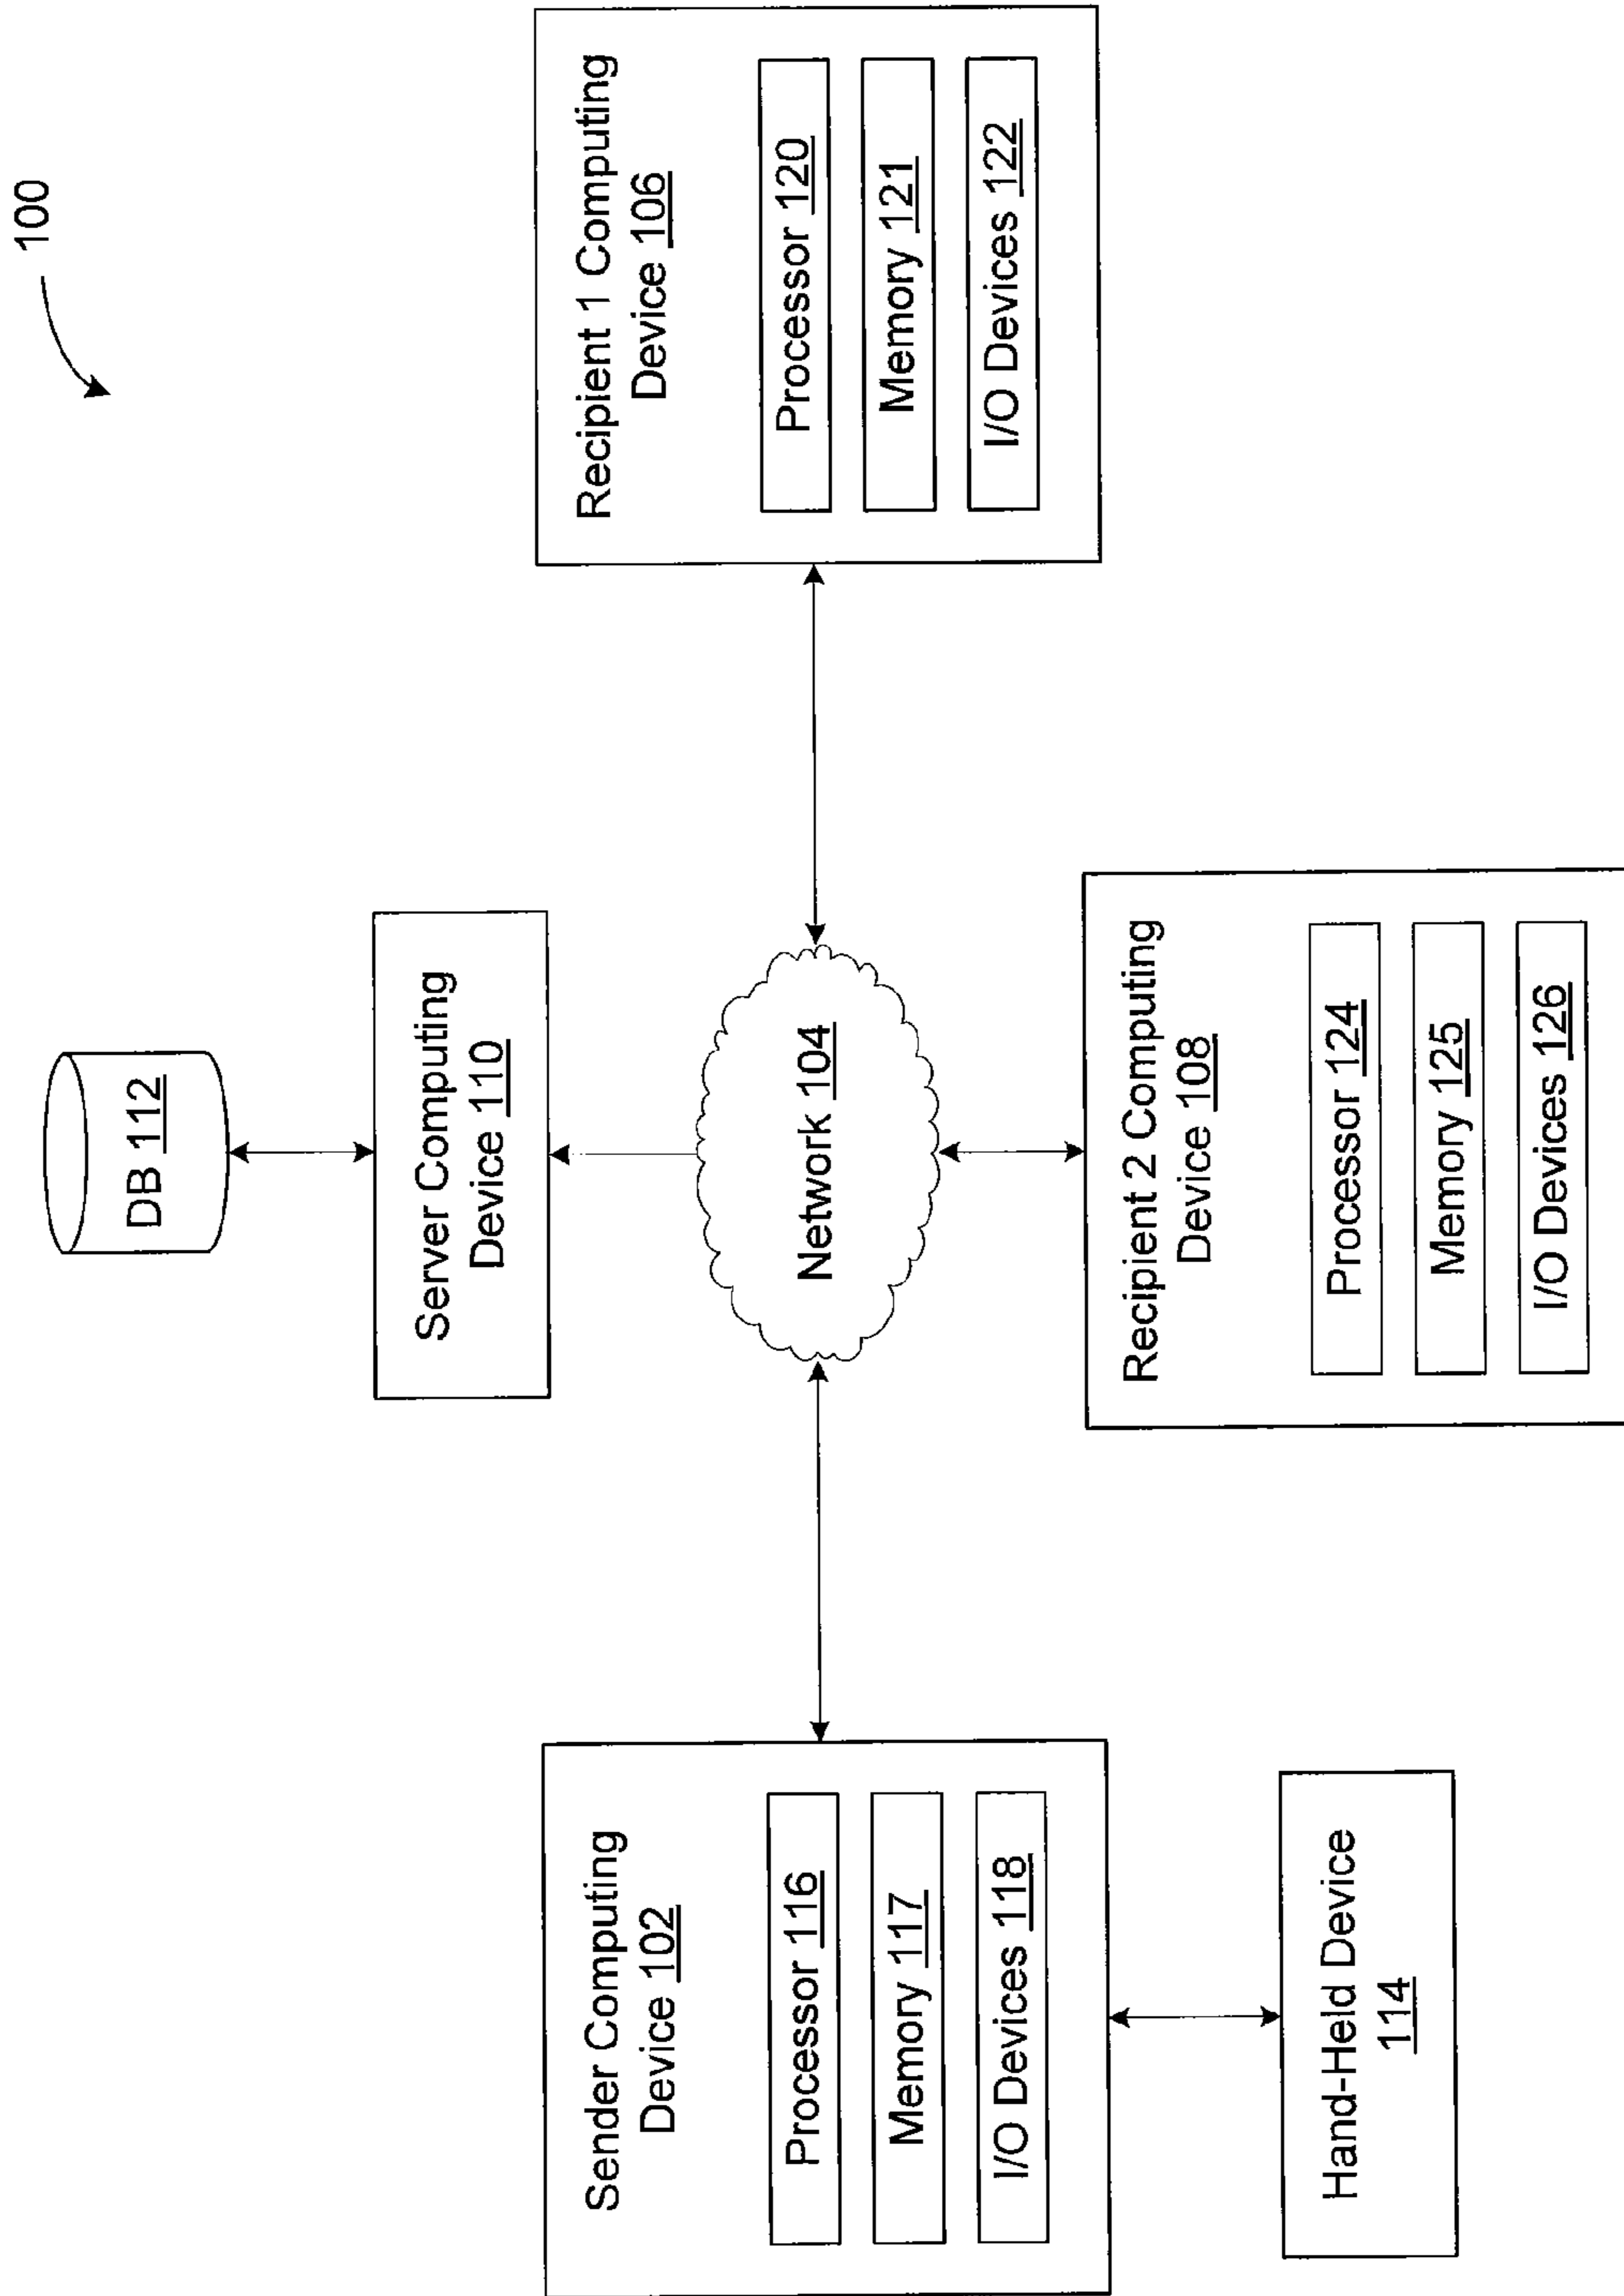 100
DB 112
Server Computing
Device 110
Sender Computing
Device 102
Processor 116
Memory 117
I/O Devices 118
Network 104
Recipient 1 Computing
Device 106
Processor 120
Memory 121
I/O Devices 122
Hand-Held Device
114
Recipient 2 Computing
Device 108
Processor 124
Memory 125
I/O Devices 126